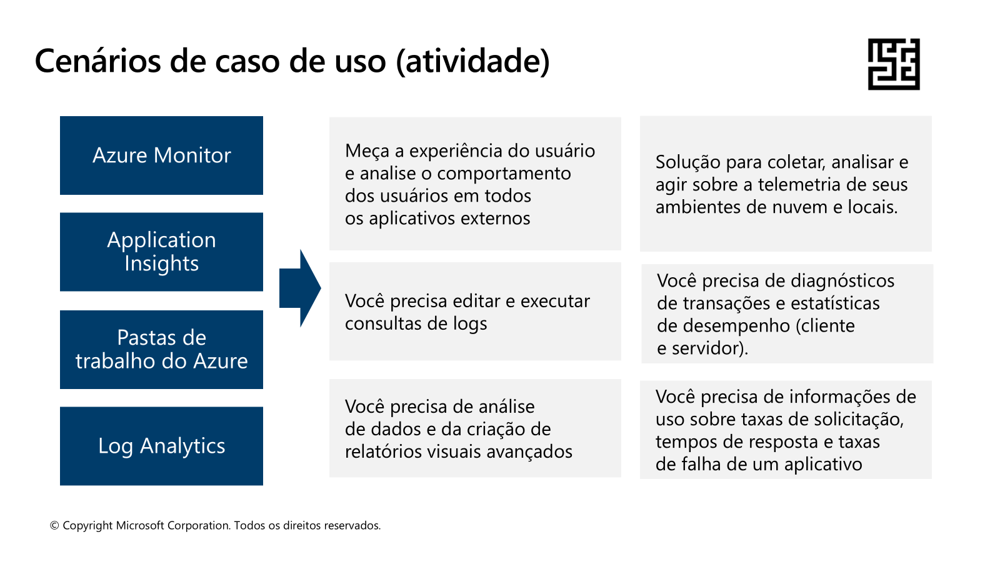 Cenários de caso de uso (atividade)
Azure Monitor
Application
Insights
Pastas de
trabalho do Azure
Log Analytics
Meça a experiência do usuário
e analise o comportamento
dos usuários em todos
os aplicativos externos
Solução para coletar, analisar e
agir sobre a telemetria de seus
ambientes de nuvem e locais.
Você precisa editar e executar
consultas de logs
Você precisa de diagnósticos
de transações e estatísticas
de desempenho (cliente
e servidor).
Você precisa de análise
de dados e da criação de
relatórios visuais avançados
Você precisa de informações de
uso sobre taxas de solicitação,
tempos de resposta e taxas
de falha de um aplicativo
© Copyright Microsoft Corporation. Todos os direitos reservados.